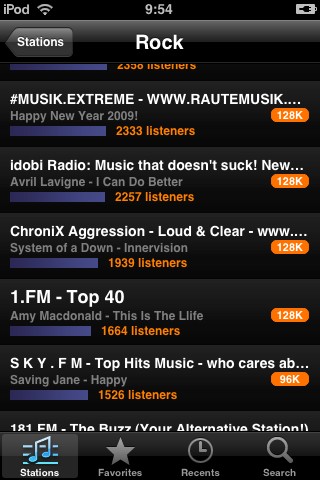 iPod 9:54
Stations Rock
2358 listeners
#MUSIK.EXTREME - WWW.RAUTEMUSIK....
Happy New Year 2009! 128K
2333 listeners
idobi Radio: Music that doesn't suck! New...
Avril Lavigne - I Can Do Better 128K
2257 listeners
ChroniX Aggression - Loud & Clear - www....
System of a Down - Innervision 128K
1939 listeners
1.FM - Top 40
Amy Macdonald - This Is The LIife 128K
1664 listeners
S K Y . F M - Top Hits Music - who cares ab...
Saving Jane - Happy 96K
1526 listeners
181.FM - The Buzz (Your Alternative Station!)
Stations Favorites Recents Search